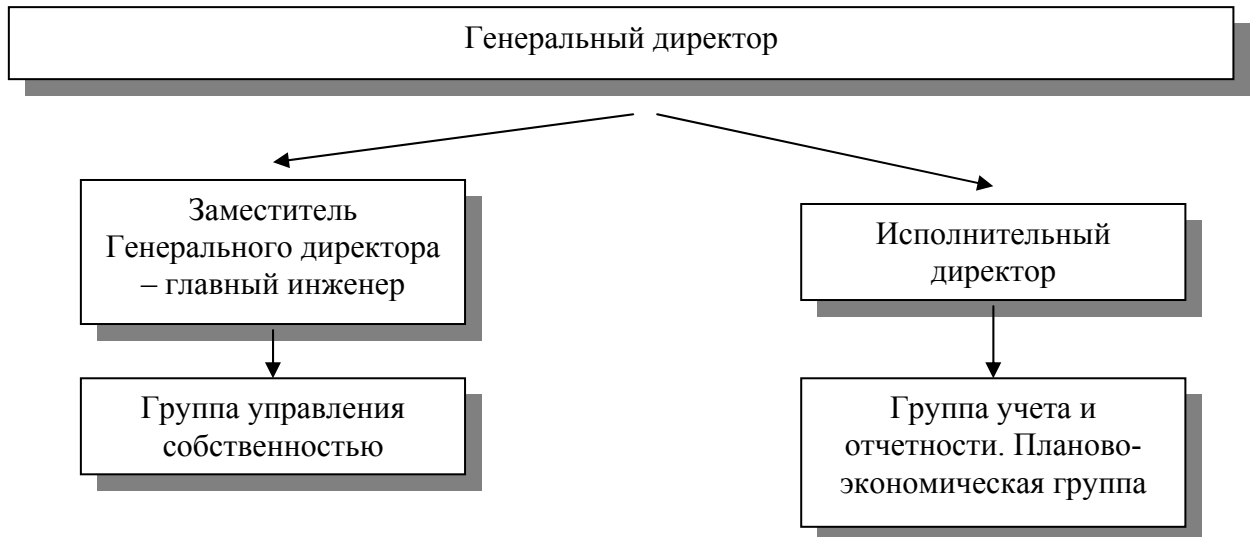 Генеральный директор
Заместитель
Генерального директора
– главный инженер
Исполнительный
директор
Группа управления
собственностью
Группа учета и
отчетности. Планово-
экономическая группа